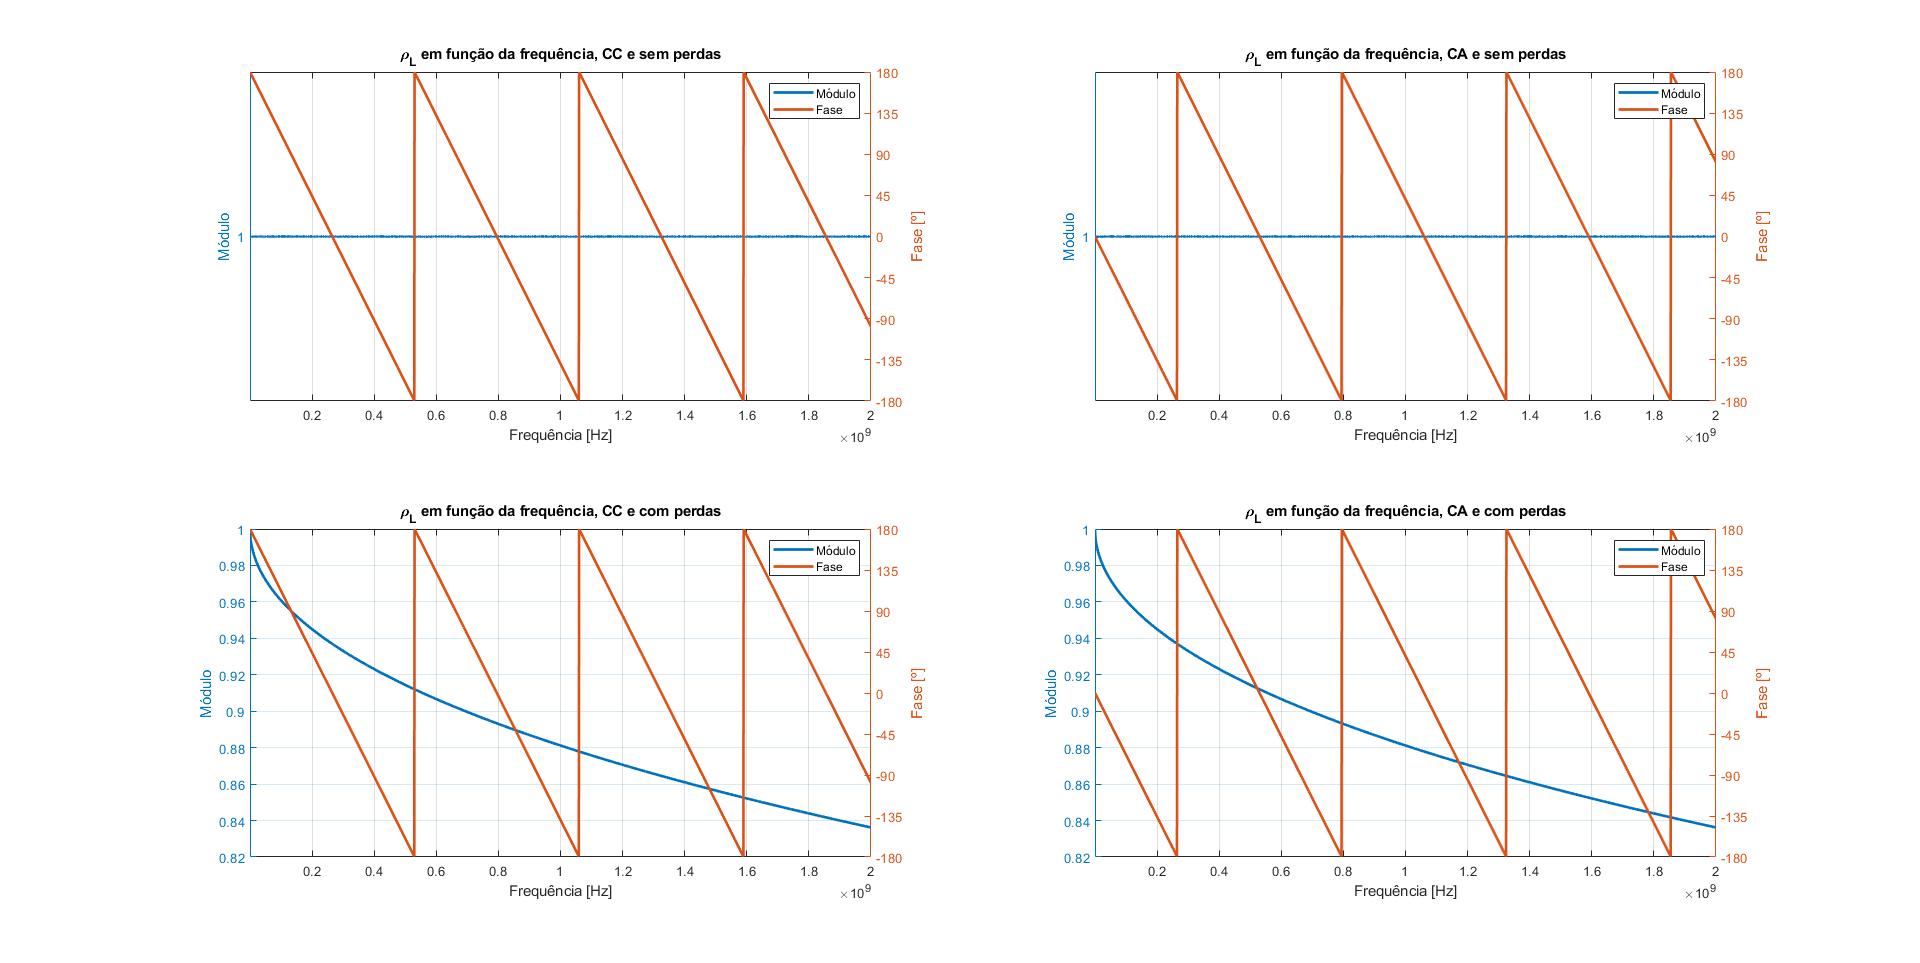 ρL em função da frequência, CC e sem perdas
Módulo
Fase
180
135
90
45
0
-45
-90
-135
-180
1
Módulo
Fase [º]
0.2 0.4 0.6 0.8 1 1.2 1.4 1.6 1.8 2
×10^9
Frequência [Hz]
ρL em função da frequência, CA e sem perdas
Módulo
Fase
180
135
90
45
0
-45
-90
-135
-180
1
Módulo
Fase [º]
0.2 0.4 0.6 0.8 1 1.2 1.4 1.6 1.8 2
×10^9
Frequência [Hz]
ρL em função da frequência, CC e com perdas
Módulo
Fase
1
0.98
0.96
0.94
0.92
0.9
0.88
0.86
0.84
0.82
Módulo
180
135
90
45
0
-45
-90
-135
-180
Fase [º]
0.2 0.4 0.6 0.8 1 1.2 1.4 1.6 1.8 2
×10^9
Frequência [Hz]
ρL em função da frequência, CA e com perdas
Módulo
Fase
1
0.98
0.96
0.94
0.92
0.9
0.88
0.86
0.84
0.82
Módulo
180
135
90
45
0
-45
-90
-135
-180
Fase [º]
0.2 0.4 0.6 0.8 1 1.2 1.4 1.6 1.8 2
×10^9
Frequência [Hz]